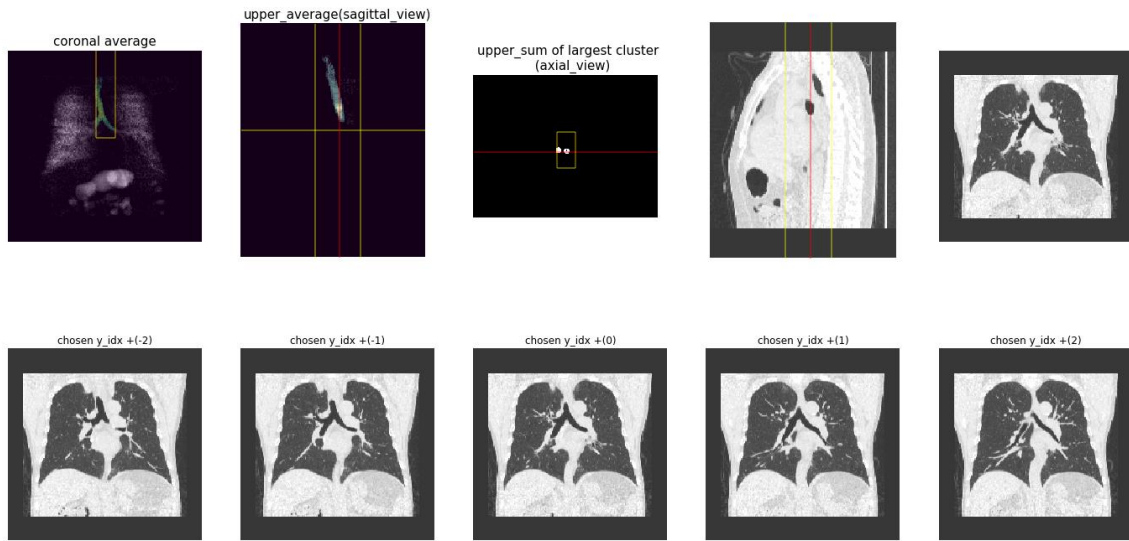 coronal average
upper_average(sagittal_view)
upper_sum of largest cluster
(axial_view)
chosen y_idx +(-2)
chosen y_idx +(-1)
chosen y_idx +(0)
chosen y_idx +(1)
chosen y_idx +(2)